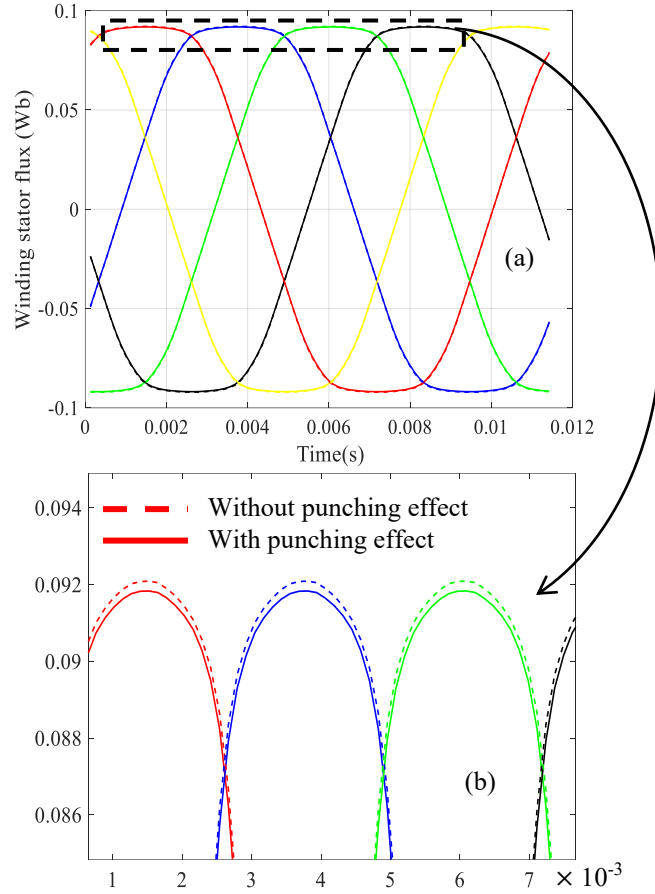 0.1
0.05
0
-0.05
-0.1
Winding stator flux (Wb)
(a)
0 0.002 0.004 0.006 0.008 0.01 0.012
Time(s)
0.094
0.092
0.09
0.088
0.086
Without punching effect
With punching effect
(b)
1 2 3 4 5 6 7 × 10⁻³